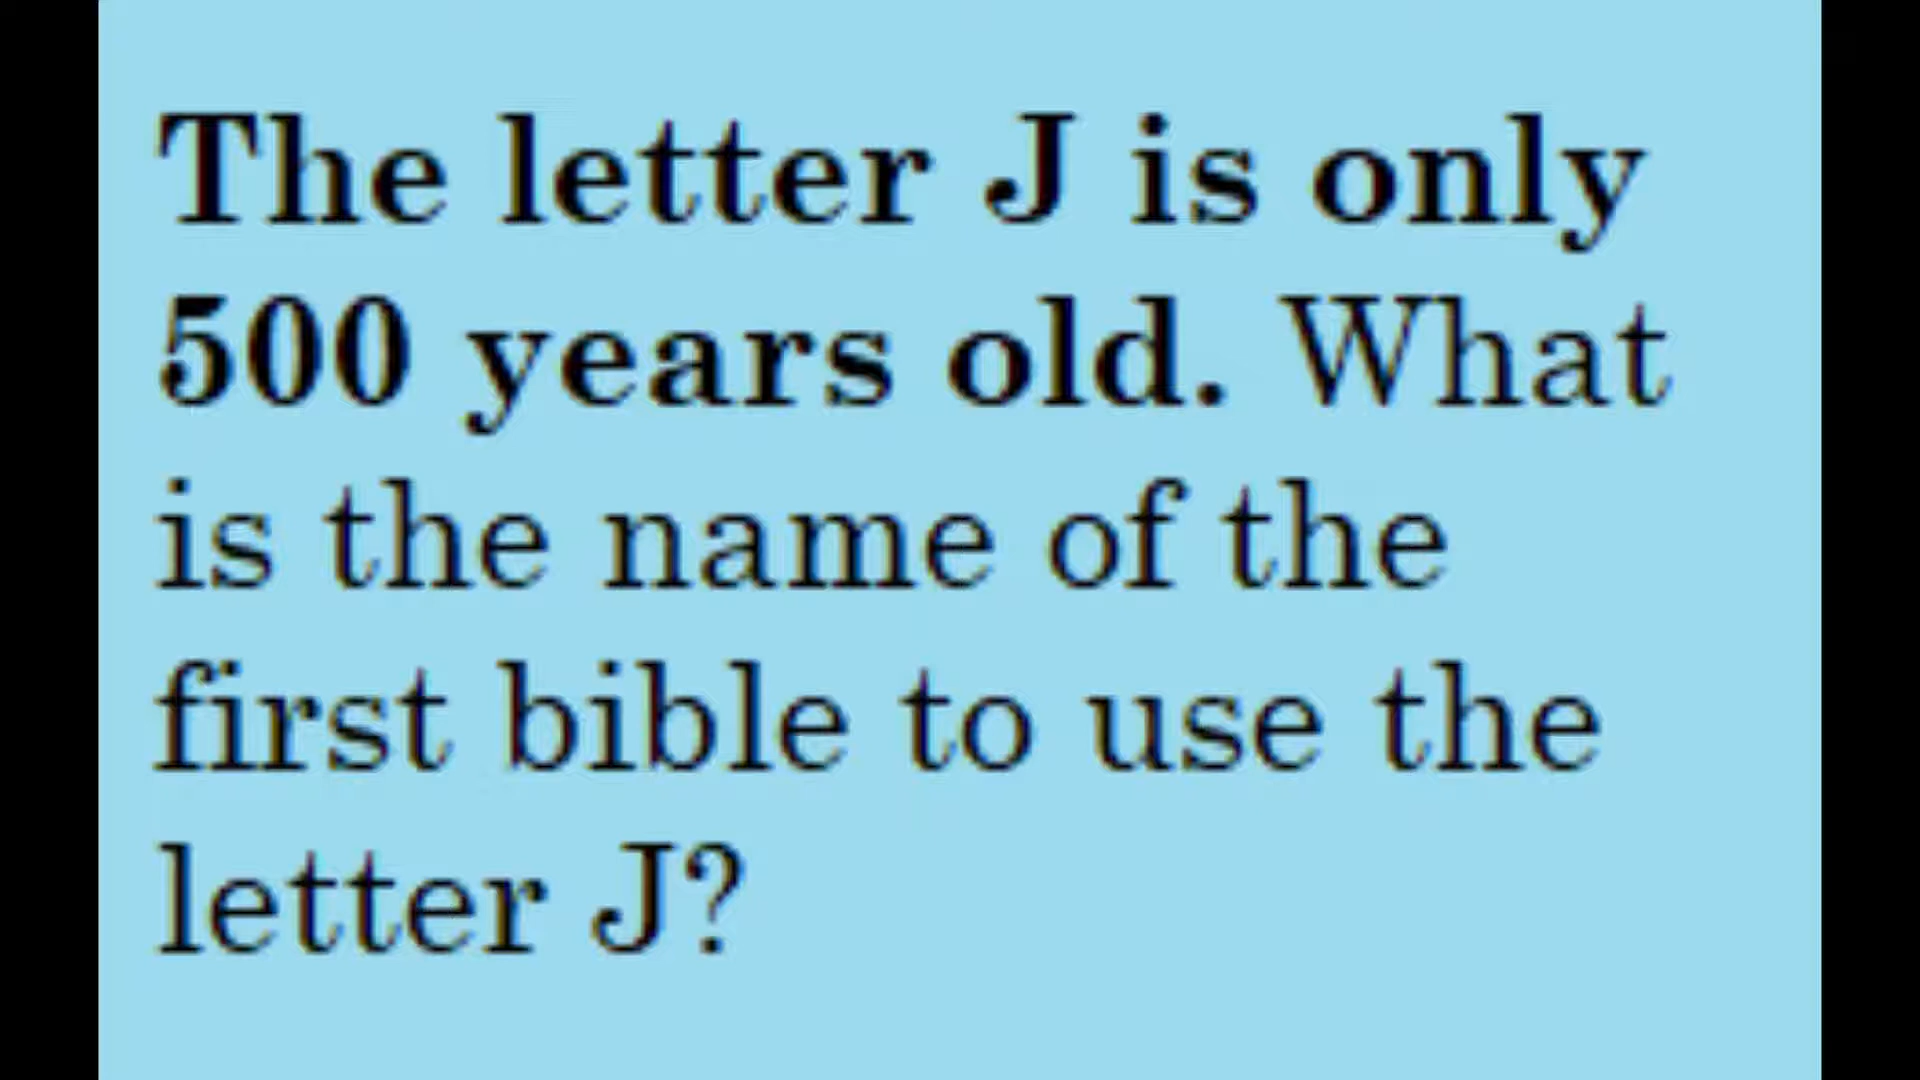 The letter J is only
500 years old. What
is the name of the
first bible to use the
letter J?